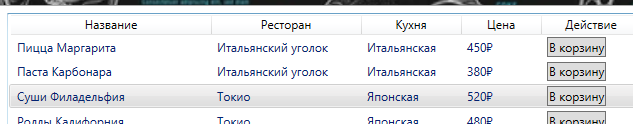 Название Ресторан Кухня Цена Действие
Пицца Маргарита Итальянский уголок Итальянская 450₽ В корзину
Паста Карбонара Итальянский уголок Итальянская 380₽ В корзину
Суши Филадельфия Токио Японская 520₽ В корзину
Роллы Калифорния Токио Японская 480₽ В корзину